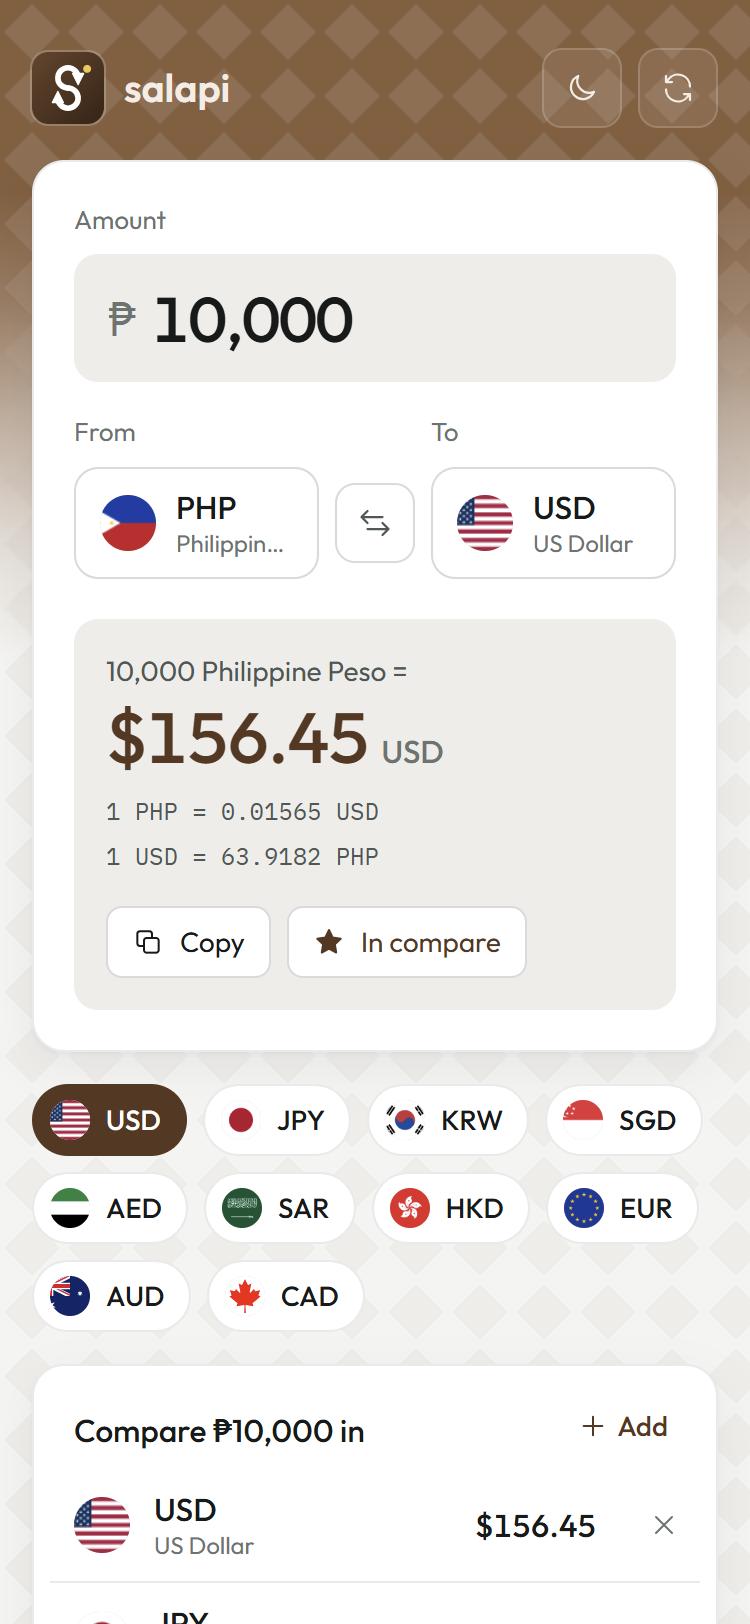 salapi
Amount
₱ 10,000
From To
PHP
Philippin...
USD
US Dollar
10,000 Philippine Peso =
$156.45 USD
1 PHP = 0.01565 USD
1 USD = 63.9182 PHP
Copy In compare
USD JPY KRW SGD
AED SAR HKD EUR
AUD CAD
Compare ₱10,000 in Add
USD
US Dollar
$156.45
JPY